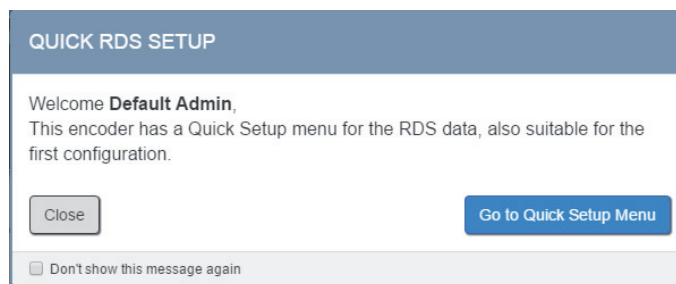 QUICK RDS SETUP
Welcome Default Admin,
This encoder has a Quick Setup menu for the RDS data, also suitable for the
first configuration.
Close
Go to Quick Setup Menu
Don't show this message again